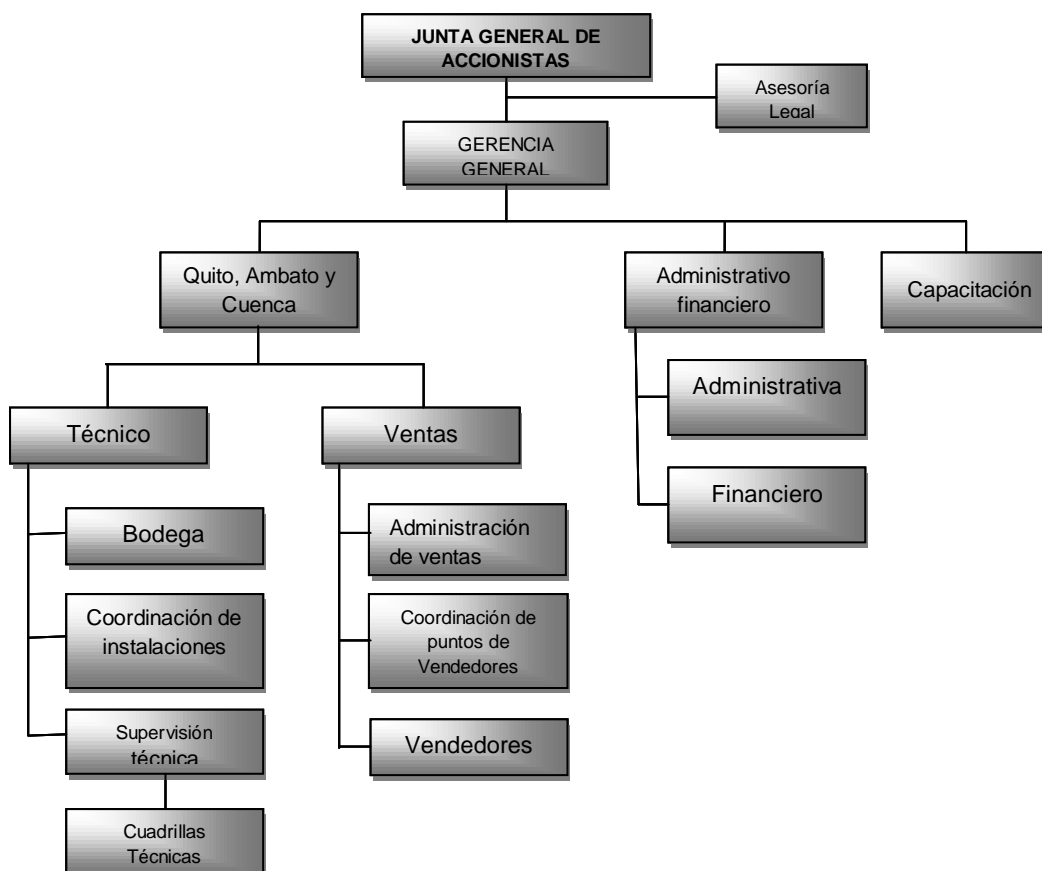 JUNTA GENERAL DE
ACCIONISTAS
Asesoría
Legal
GERENCIA
GENERAL
Quito, Ambato y
Cuenca
Administrativo
financiero
Capacitación
Administrativa
Técnico
Ventas
Financiero
Bodega
Administración
de ventas
Coordinación de
instalaciones
Coordinación de
puntos de
Vendedores
Supervisión
técnica
Vendedores
Cuadrillas
Técnicas